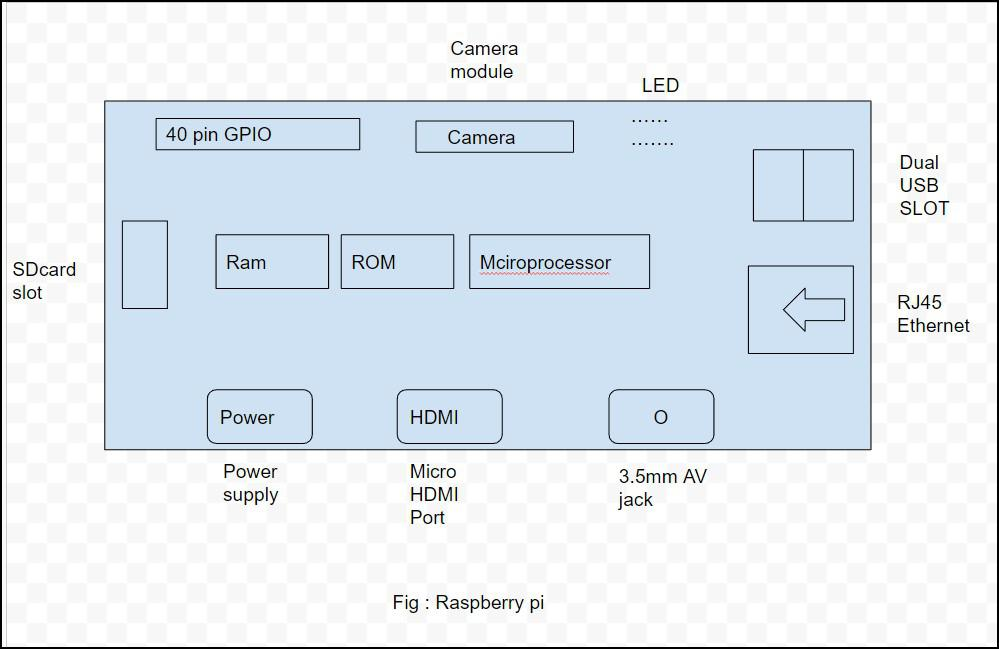 Camera
module
LED
......
.......
40 pin GPIO
Camera
Dual
USB
SLOT
SDcard
slot
Ram
ROM
Mciroprocessor
RJ45
Ethernet
Power
HDMI
O
Power
supply
Micro
HDMI
Port
3.5mm AV
jack
Fig : Raspberry pi